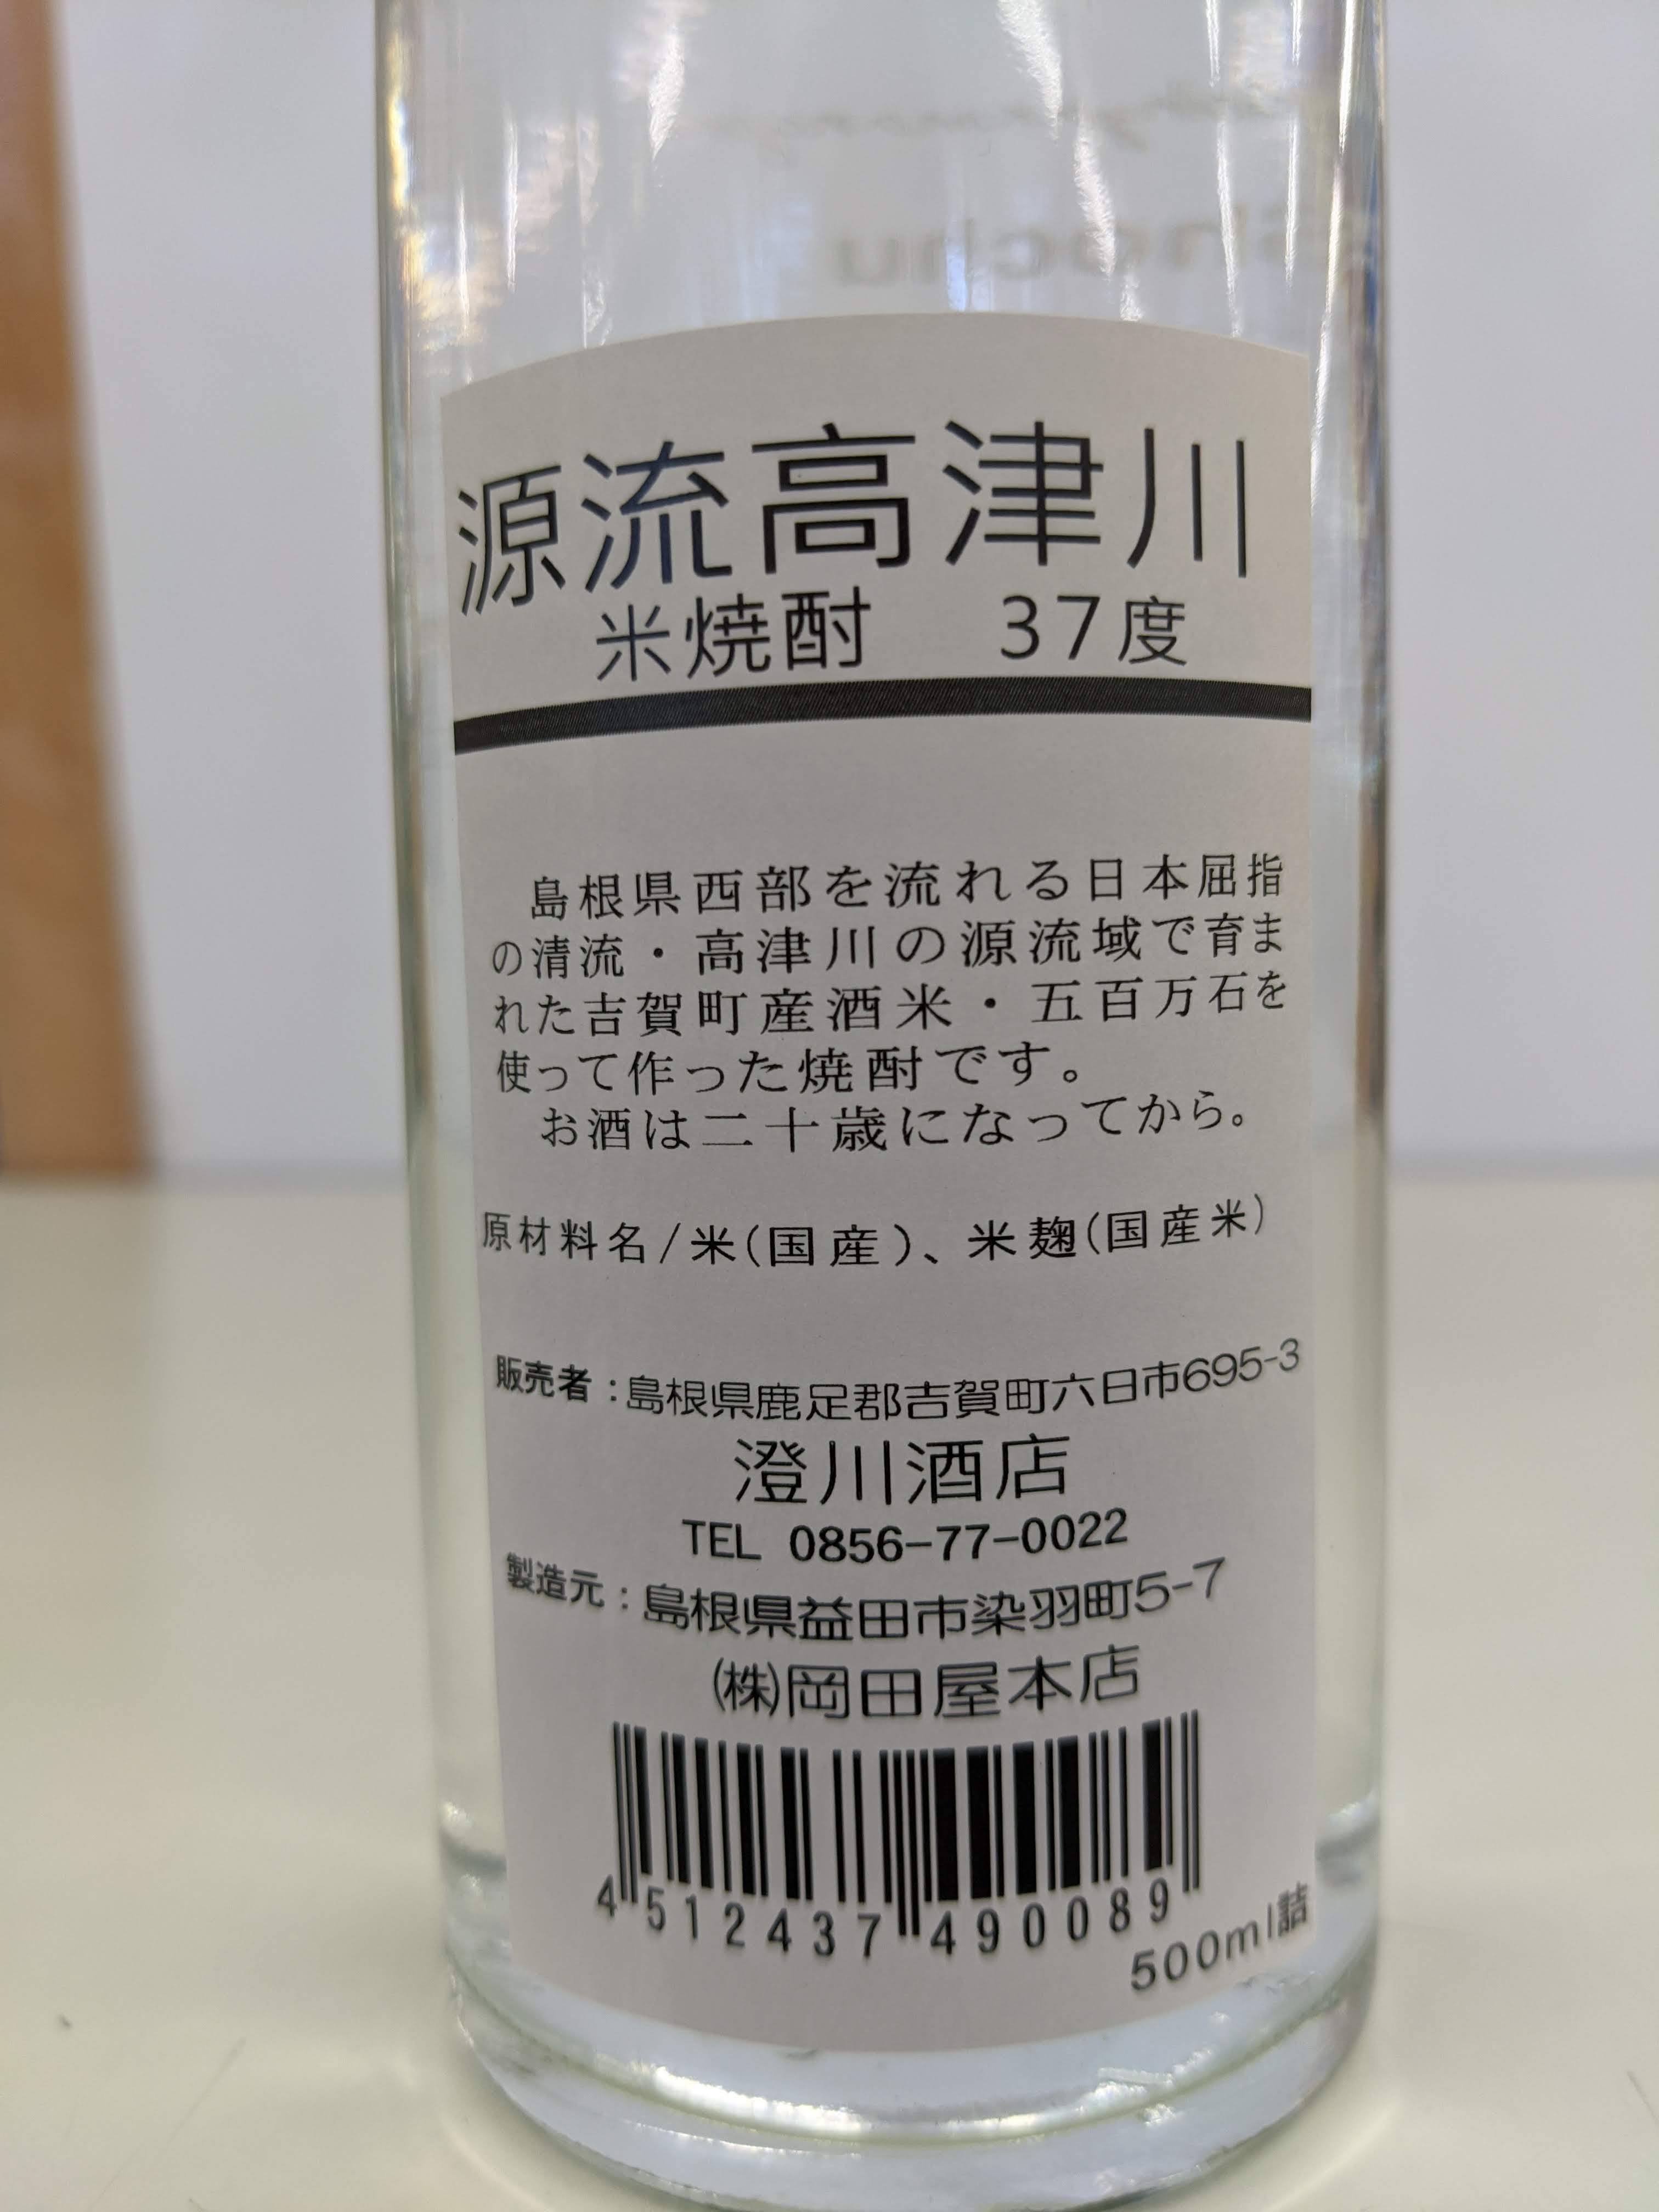 Shochu
源流高津川
米焼酎 37度
島根県西部を流れる日本屈指
の清流・高津川の源流域で育ま
れた吉賀町産酒米・五百万石を
使って作った焼酎です。
お酒は二十歳になってから。
原材料名/米(国産)、米麹(国産米)
販売者:島根県鹿足郡吉賀町六日市695-3
澄川酒店
TEL 0856-77-0022
製造元:島根県益田市染羽町5-7
㈱岡田屋本店
4 512437 490089
500ml詰